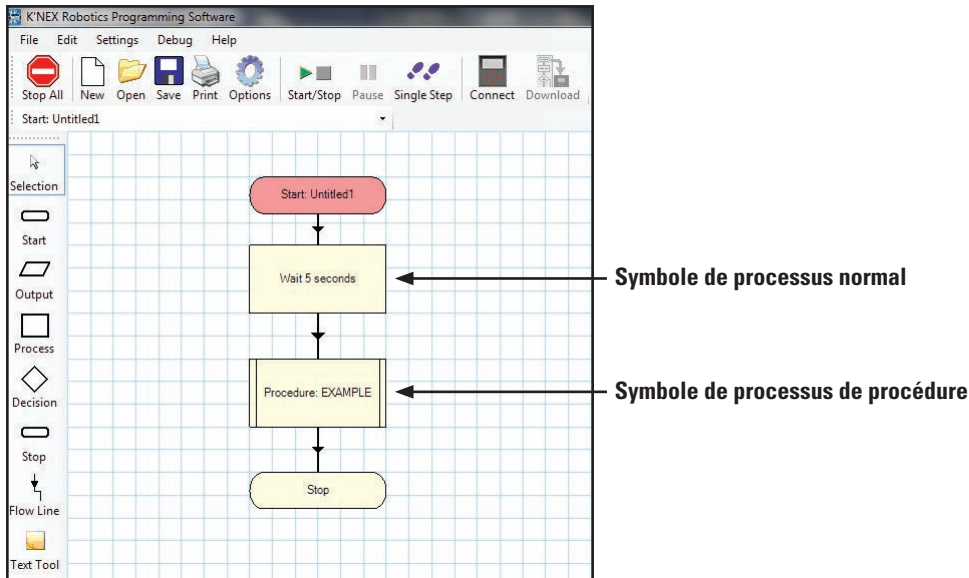 K'NEX Robotics Programming Software
File Edit Settings Debug Help
Stop All New Open Save Print Options Start/Stop Pause Single Step Connect Download
Start: Untitled1
Selection
Start
Output
Process
Decision
Stop
Flow Line
Text Tool
Start: Untitled1
Wait 5 seconds
Procedure: EXAMPLE
Stop
Symbole de processus normal
Symbole de processus de procédure